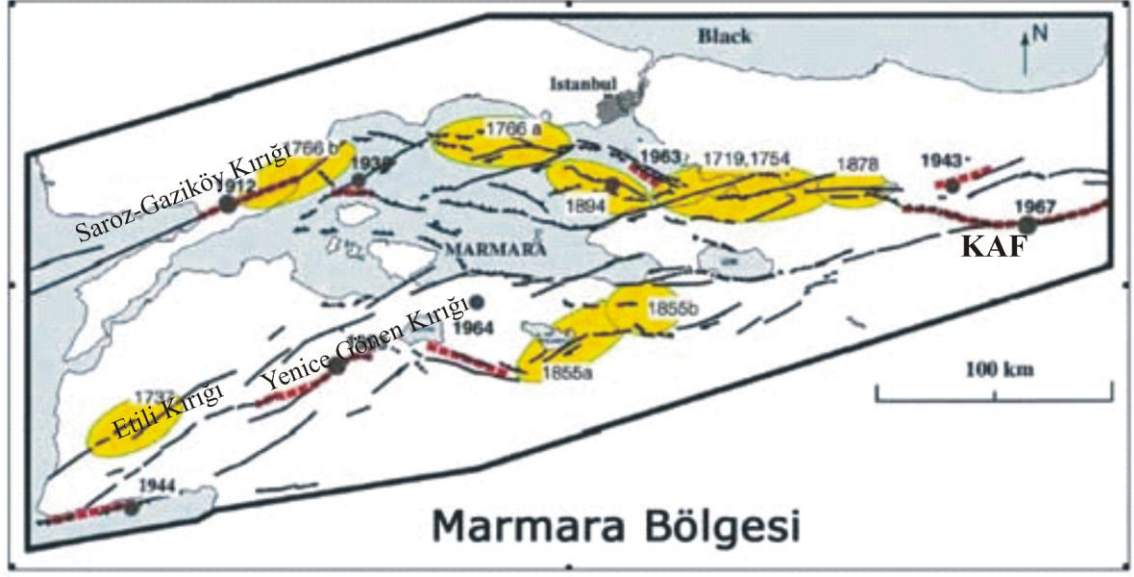 Black
N
Istanbul
1766 a
1766 b
1963
1719,1754
1878
1943
Saroz-Gaziköy Kırığı
1912
1894
1967
KAF
MARMARA
1964
1855b
Yenice Gönen Kırığı
1855a
100 km
1737
Etili Kırığı
1944
Marmara Bölgesi